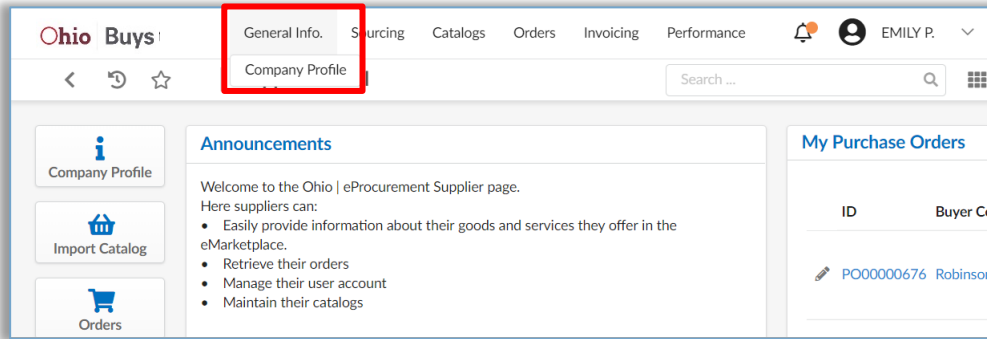 Ohio Buys
General Info. Sourcing Catalogs Orders Invoicing Performance EMILY P.
Company Profile
Search ...
Company Profile
Import Catalog
Orders
Announcements
Welcome to the Ohio | eProcurement Supplier page.
Here suppliers can:
• Easily provide information about their goods and services they offer in the
eMarketplace.
• Retrieve their orders
• Manage their user account
• Maintain their catalogs
My Purchase Orders
ID Buyer
PO00000676 Robinson